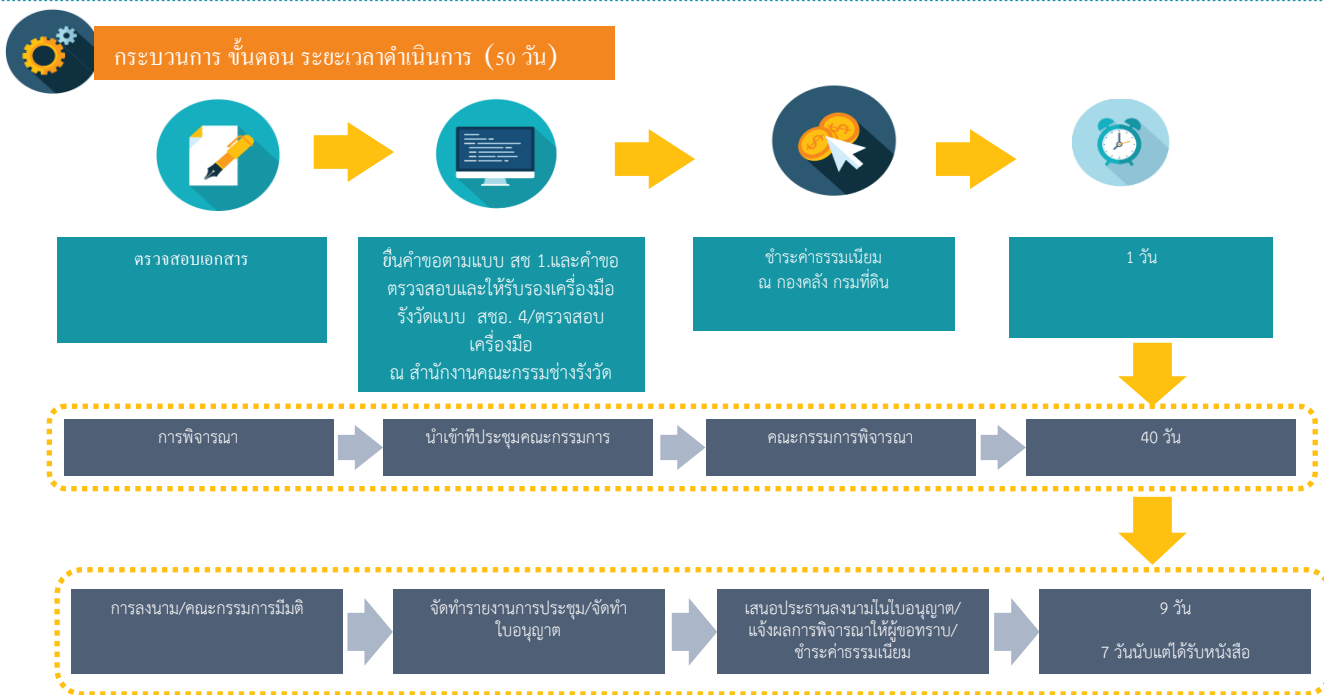 กระบวนการ ขั้นตอน ระยะเวลาดำเนินการ (50 วัน)
ตรวจสอบเอกสาร
ยื่นคำขอตามแบบ สช 1.และคำขอ
ตรวจสอบและให้รับรองเครื่องมือ
รังวัดแบบ สชอ. 4/ตรวจสอบ
เครื่องมือ
ณ สำนักงานคณะกรรมช่างรังวัด
ชำระค่าธรรมเนียม
ณ กองคลัง กรมที่ดิน
1 วัน
การพิจารณา
นำเข้าที่ประชุมคณะกรรมการ
คณะกรรมการพิจารณา
40 วัน
การลงนาม/คณะกรรมการมีมติ
จัดทำรายงานการประชุม/จัดทำ
ใบอนุญาต
เสนอประธานลงนามในใบอนุญาต/
แจ้งผลการพิจารณาให้ผู้ขอทราบ/
ชำระค่าธรรมเนียม
9 วัน
7 วันนับแต่ได้รับหนังสือ